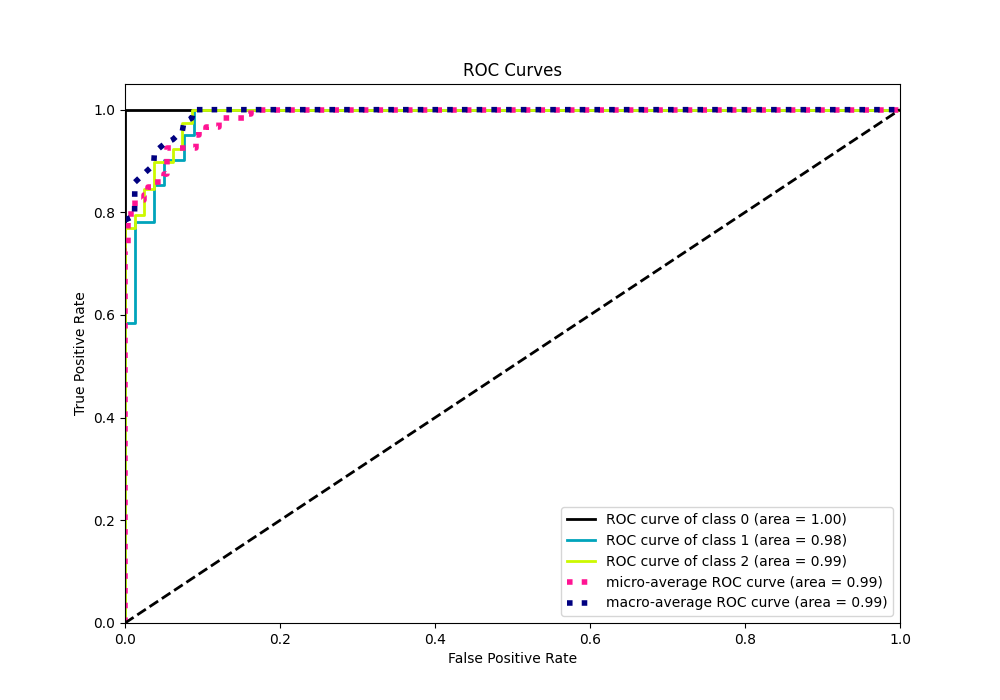 ROC Curves
True Positive Rate
1.0
0.8
0.6
0.4
0.2
0.0
0.0 0.2 0.4 0.6 0.8 1.0
False Positive Rate
ROC curve of class 0 (area = 1.00)
ROC curve of class 1 (area = 0.98)
ROC curve of class 2 (area = 0.99)
micro-average ROC curve (area = 0.99)
macro-average ROC curve (area = 0.99)